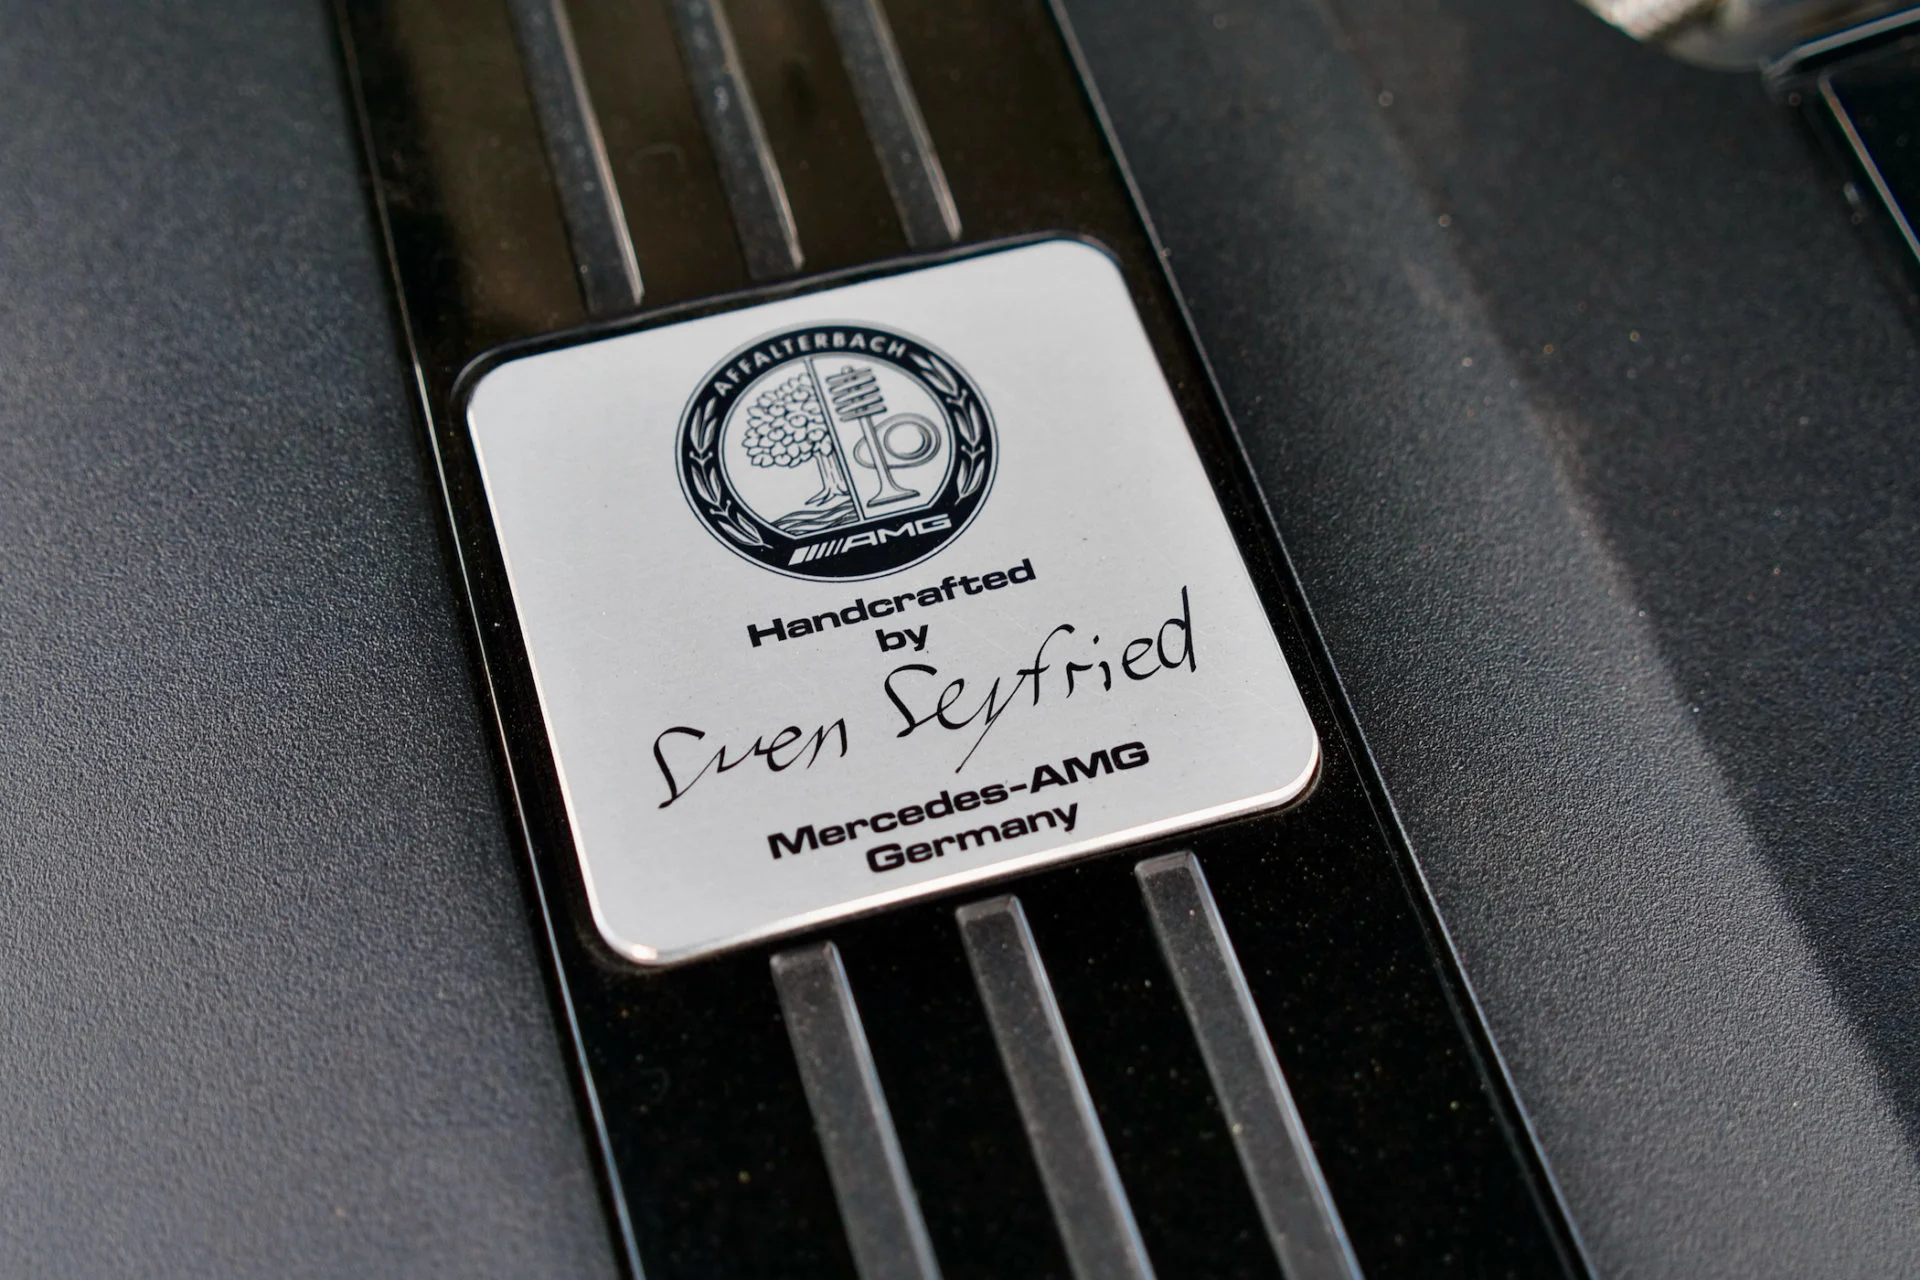 AFFALTERBACH
AMG
Handcrafted
by
Sven Seyfried
Mercedes-AMG
Germany